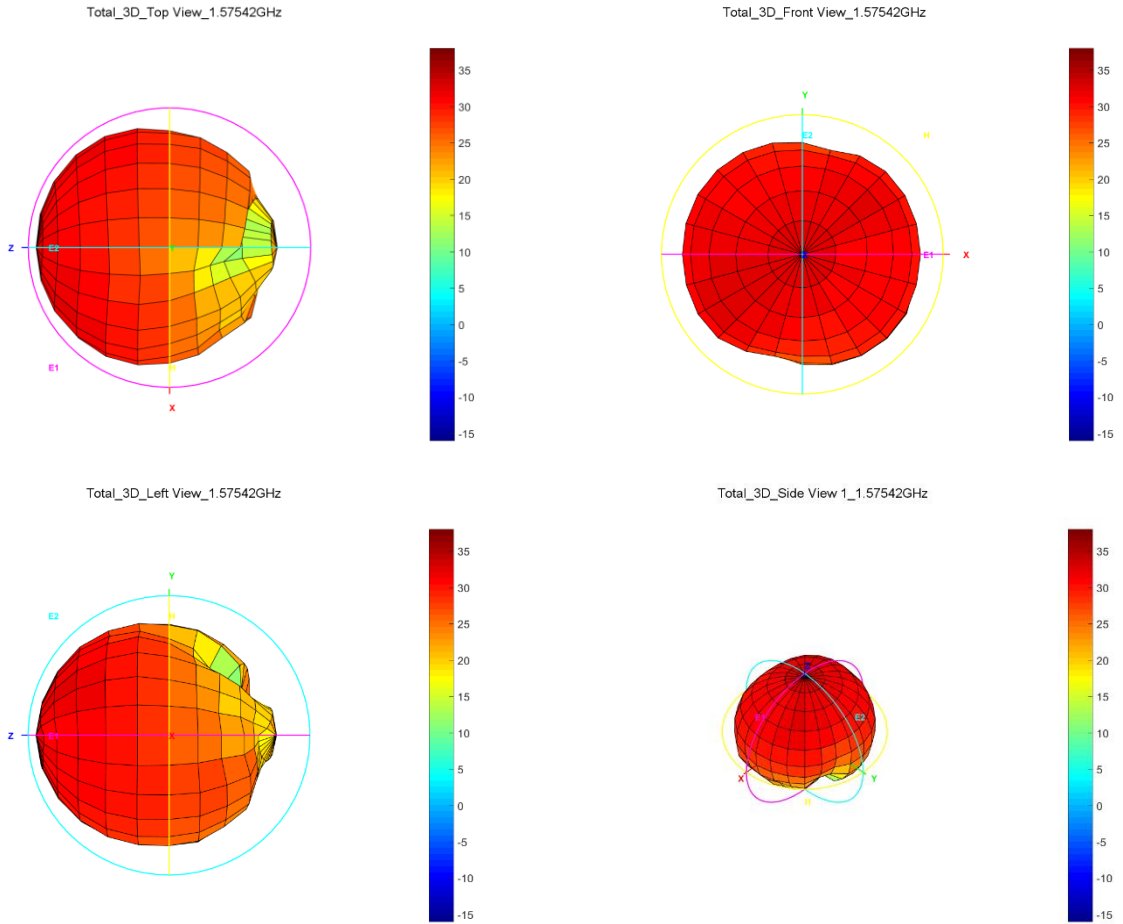 Total_3D_Top View_1.57542GHz
Z
E2
Y
E1
H
X
35
30
25
20
15
10
5
0
-5
-10
-15
Total_3D_Front View_1.57542GHz
Y
E2
H
E1
X
35
30
25
20
15
10
5
0
-5
-10
-15
Total_3D_Left View_1.57542GHz
Y
E2
H
Z
E1
X
35
30
25
20
15
10
5
0
-5
-10
-15
Total_3D_Side View 1_1.57542GHz
E1
E2
X
Y
H
35
30
25
20
15
10
5
0
-5
-10
-15